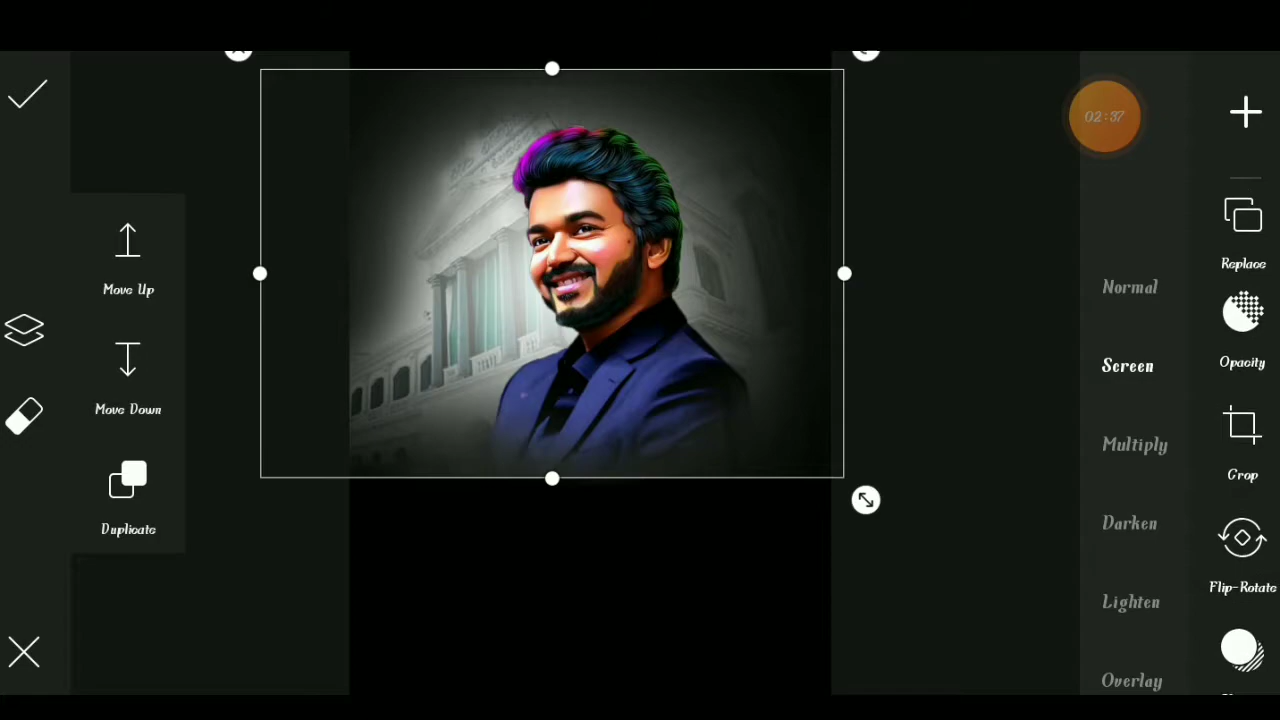 02:37
Move Up
Move Down
Duplicate
Normal
Screen
Multiply
Darken
Lighten
Overlay
Replace
Opacity
Crop
Flip-Rotate